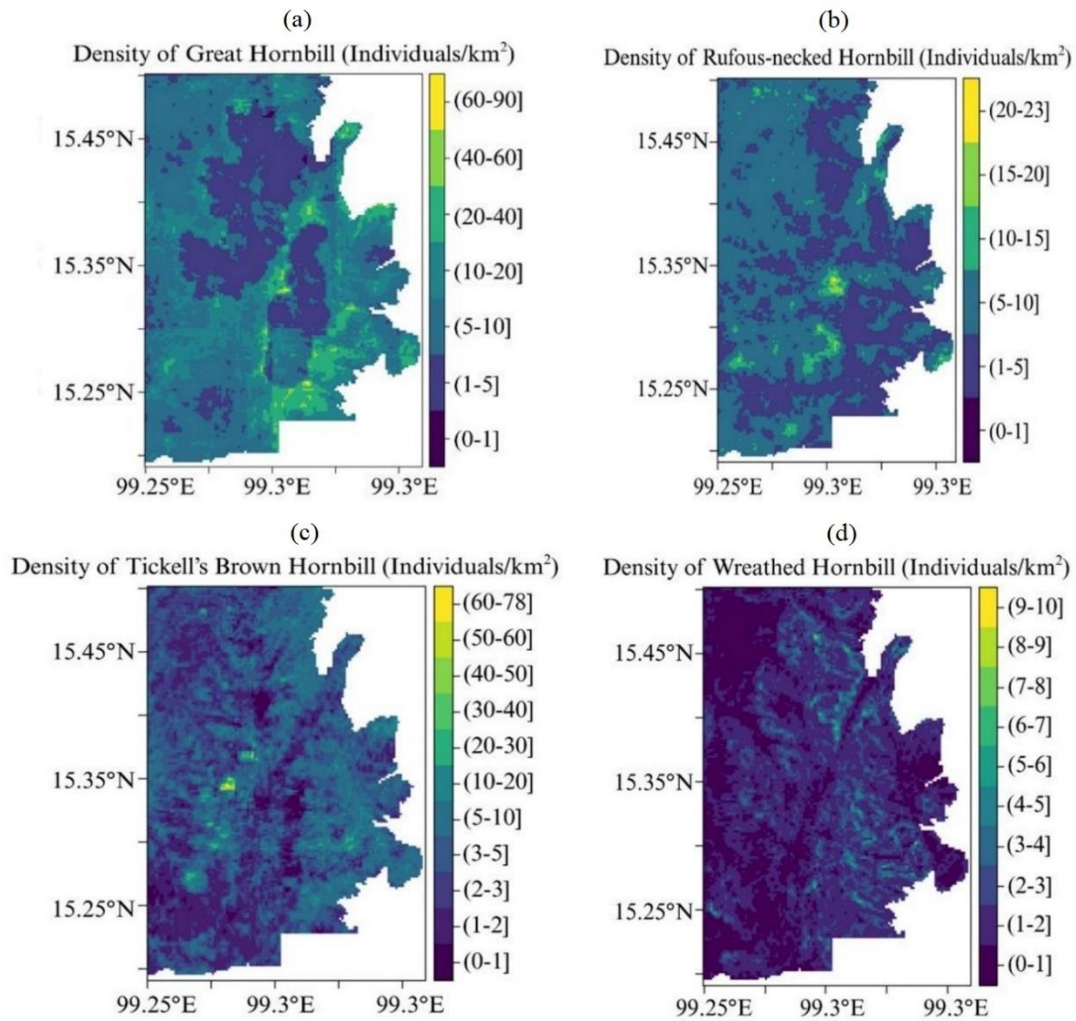 (a)
Density of Great Hornbill (Individuals/km²)
(60-90]
(40-60]
(20-40]
(10-20]
(5-10]
(1-5]
(0-1]
15.45°N
15.35°N
15.25°N
99.25°E
99.3°E
99.3°E
(b)
Density of Rufous-necked Hornbill (Individuals/km²)
(20-23]
(15-20]
(10-15]
(5-10]
(1-5]
(0-1]
15.45°N
15.35°N
15.25°N
99.25°E
99.3°E
99.3°E
(c)
Density of Tickell's Brown Hornbill (Individuals/km²)
(60-78]
(50-60]
(40-50]
(30-40]
(20-30]
(10-20]
(5-10]
(3-5]
(2-3]
(1-2]
(0-1]
15.45°N
15.35°N
15.25°N
99.25°E
99.3°E
99.3°E
(d)
Density of Wreathed Hornbill (Individuals/km²)
(9-10]
(8-9]
(7-8]
(6-7]
(5-6]
(4-5]
(3-4]
(2-3]
(1-2]
(0-1]
15.45°N
15.35°N
15.25°N
99.25°E
99.3°E
99.3°E